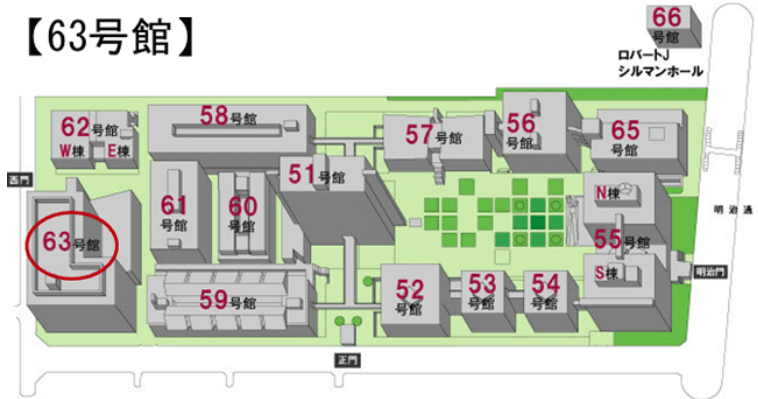 【63号館】
66
号館
ロバートJ
シルマンホール
58号館
62号館
W棟 E棟
57号館
56
号館
65
号館
西門
51号館
61
号館
60
号館
N棟
明治通
63号館
55
号館
S棟
明治門
59号館
52
号館
53
号館
54
号館
正門